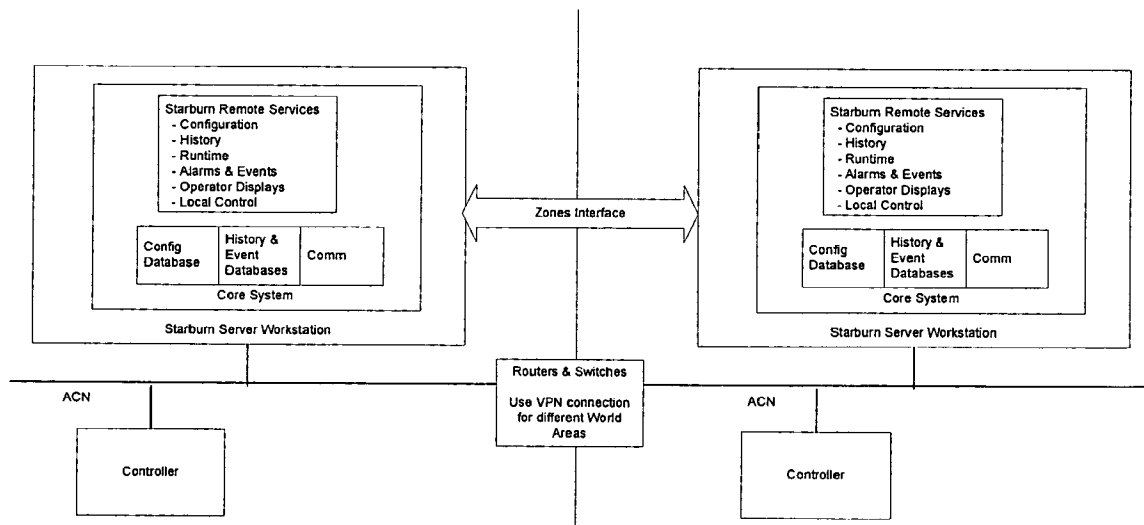 Starburn Remote Services
- Configuration
- History
- Runtime
- Alarms & Events
- Operator Displays
- Local Control
Config
Database
History &
Event
Databases
Comm
Core System
Starburn Server Workstation
Zones Interface
Starburn Remote Services
- Configuration
- History
- Runtime
- Alarms & Events
- Operator Displays
- Local Control
Config
Database
History &
Event
Databases
Comm
Core System
Starburn Server Workstation
Routers & Switches
Use VPN connection
for different World
Areas
ACN
Controller
ACN
Controller